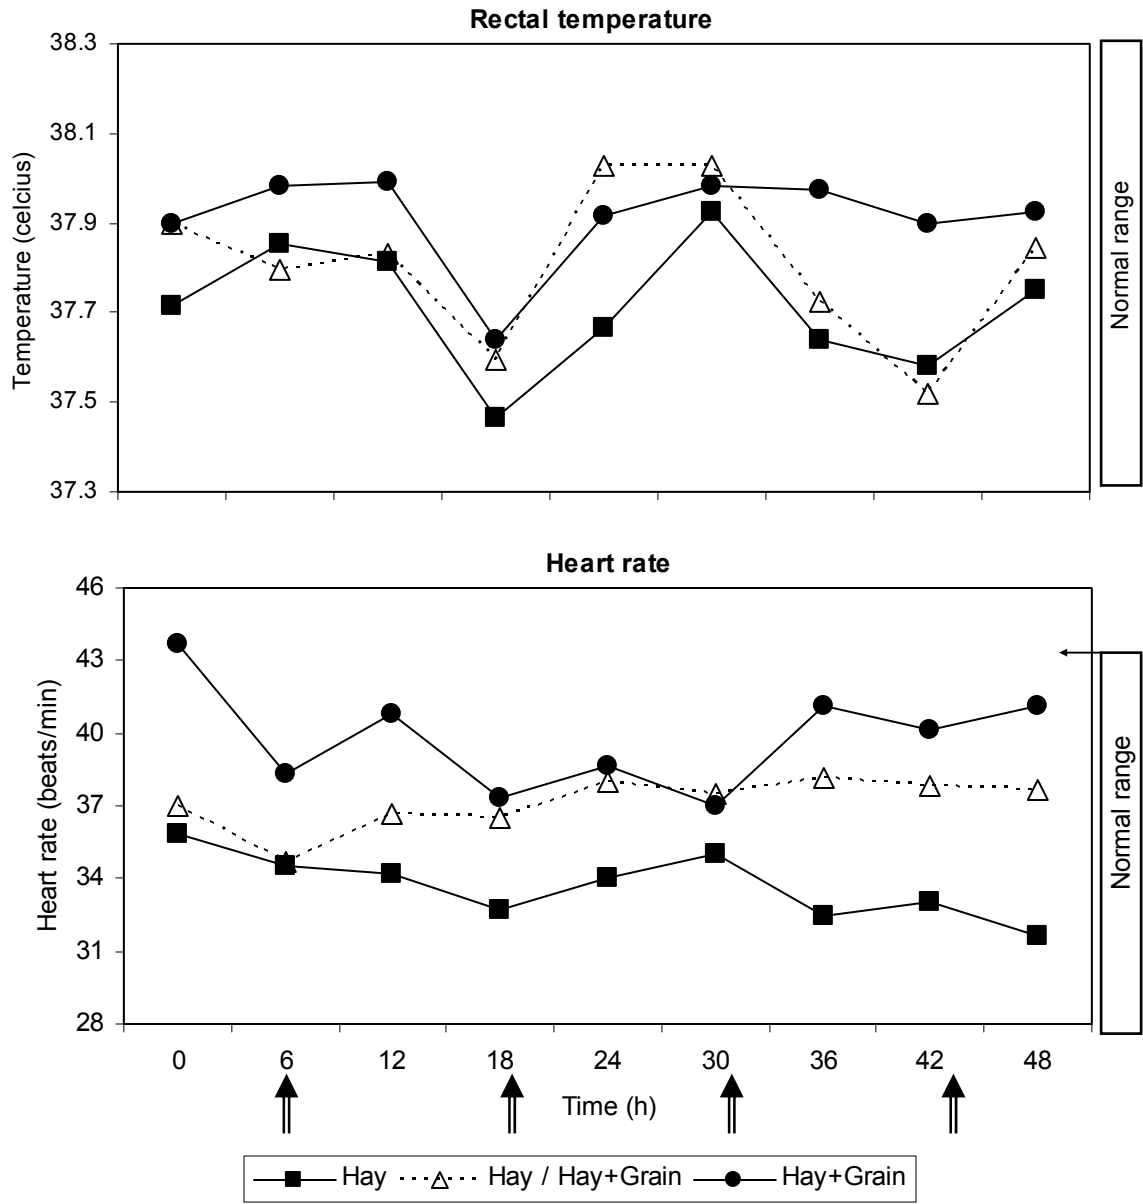 Rectal temperature
38.3
38.1
37.9
37.7
37.5
37.3
Temperature (celcius)
Normal range
Heart rate
46
43
40
37
34
31
28
Heart rate (beats/min)
Normal range
0 6 12 18 24 30 36 42 48
Time (h)
Hay Hay / Hay+Grain Hay+Grain